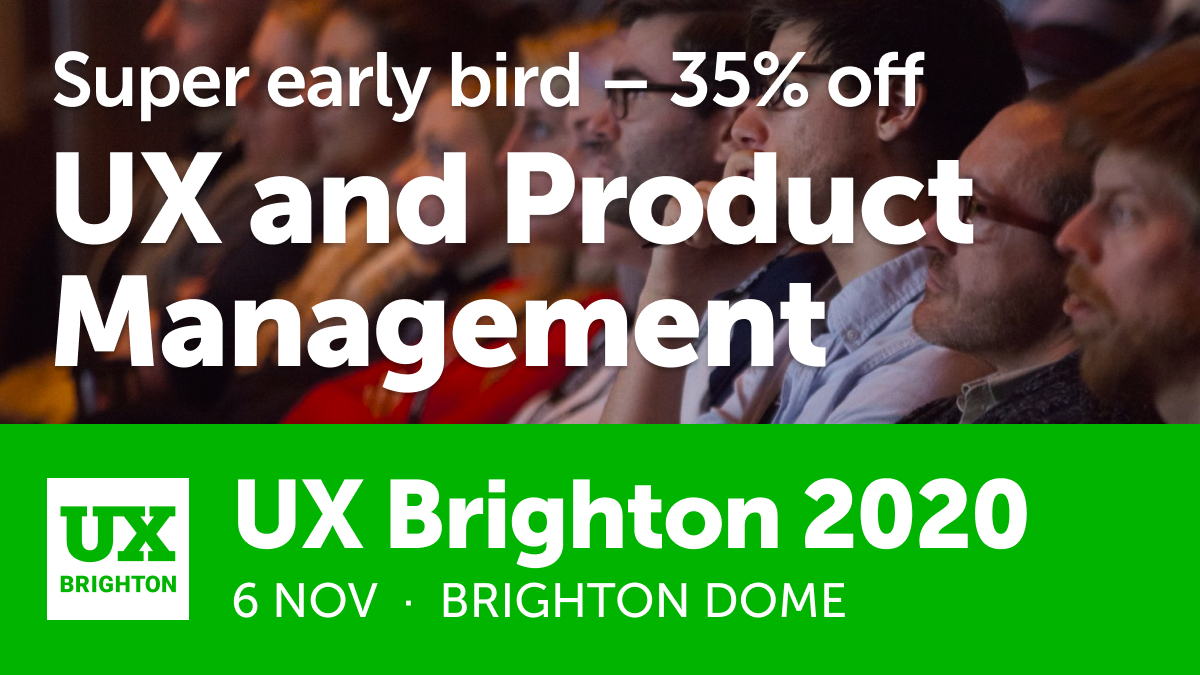 Super early bird – 35% off
UX and Product
Management
UX
BRIGHTON
UX Brighton 2020
6 NOV · BRIGHTON DOME